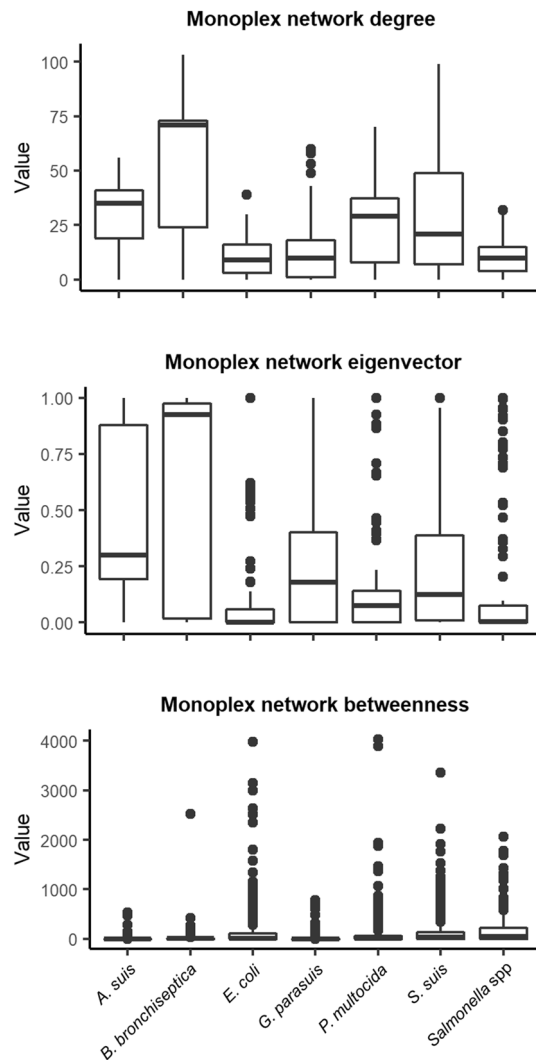 Monoplex network degree
Value
100
75
50
25
0
Monoplex network eigenvector
Value
1.00
0.75
0.50
0.25
0.00
Monoplex network betweenness
Value
4000
3000
2000
1000
0
A. suis
B. bronchiseptica
E. coli
G. parasuis
P. multocida
S. suis
Salmonella spp